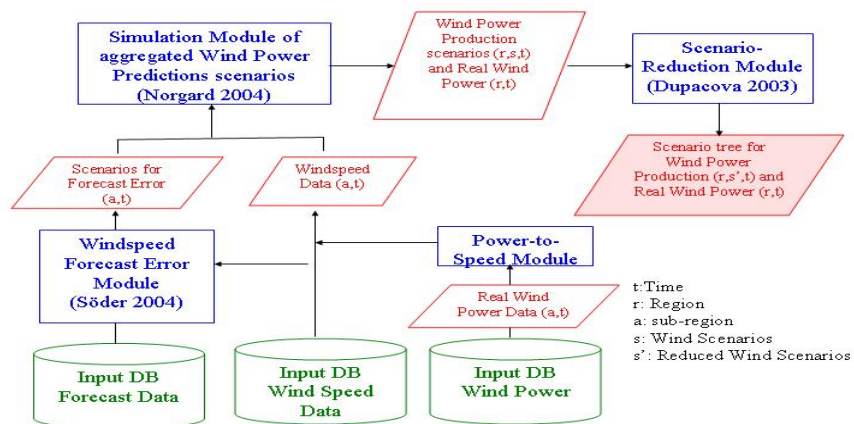 Simulation Module of
aggregated Wind Power
Predictions scenarios
(Norgard 2004)
Wind Power
Production
scenarios (r,s,t)
and Real Wind
Power (r,t)
Scenario-
Reduction Module
(Dupacova 2003)
Scenarios for
Forecast Error
(a,t)
Windspeed
Data (a,t)
Scenario tree for
Wind Power
Production (r,s’,t) and
Real Wind Power (r,t)
Windspeed
Forecast Error
Module
(Söder 2004)
Power-to-
Speed Module
Real Wind
Power Data (a,t)
t:Time
r: Region
a: sub-region
s: Wind Scenarios
s’: Reduced Wind Scenarios
Input DB
Forecast Data
Input DB
Wind Speed
Data
Input DB
Wind Power